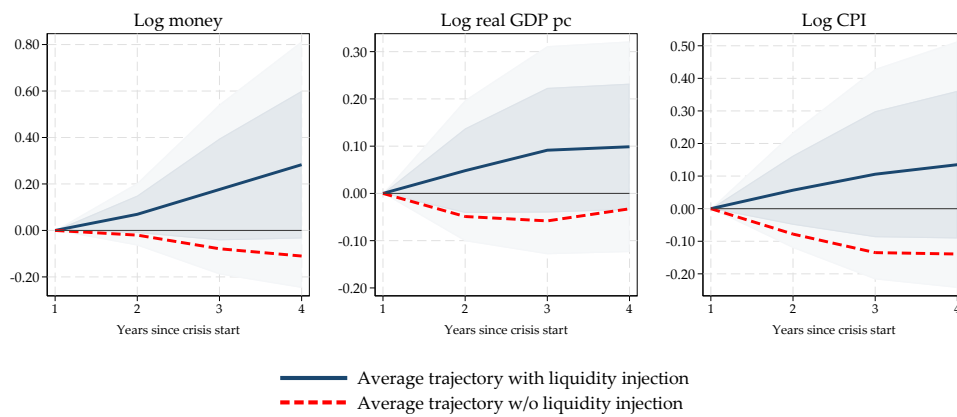 Log money
0.80
0.60
0.40
0.20
0.00
-0.20
1 2 3 4
Years since crisis start
Log real GDP pc
0.30
0.20
0.10
0.00
-0.10
-0.20
1 2 3 4
Years since crisis start
Log CPI
0.50
0.40
0.30
0.20
0.10
0.00
-0.10
-0.20
1 2 3 4
Years since crisis start
Average trajectory with liquidity injection
Average trajectory w/o liquidity injection